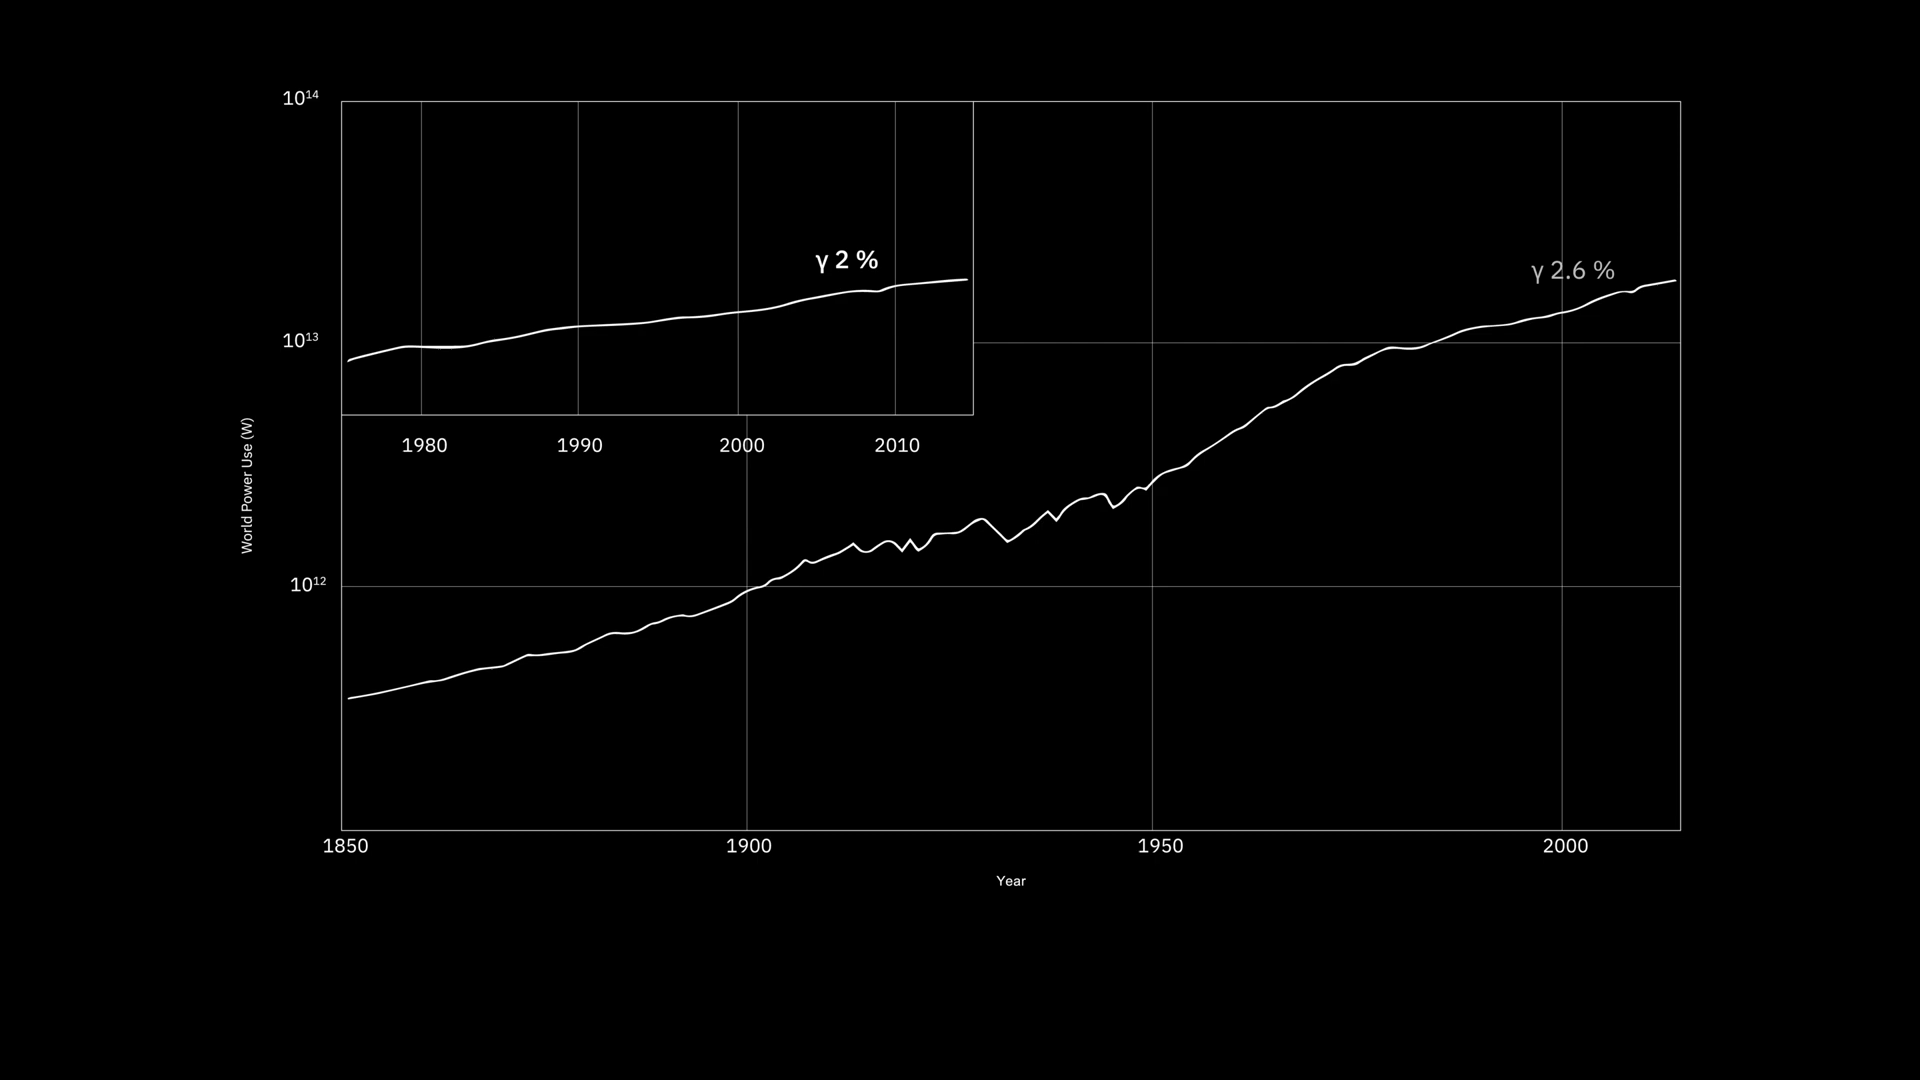 10¹⁴
γ 2 %
γ 2.6 %
10¹³
1980 1990 2000 2010
World Power Use (W)
10¹²
1850 1900 1950 2000
Year